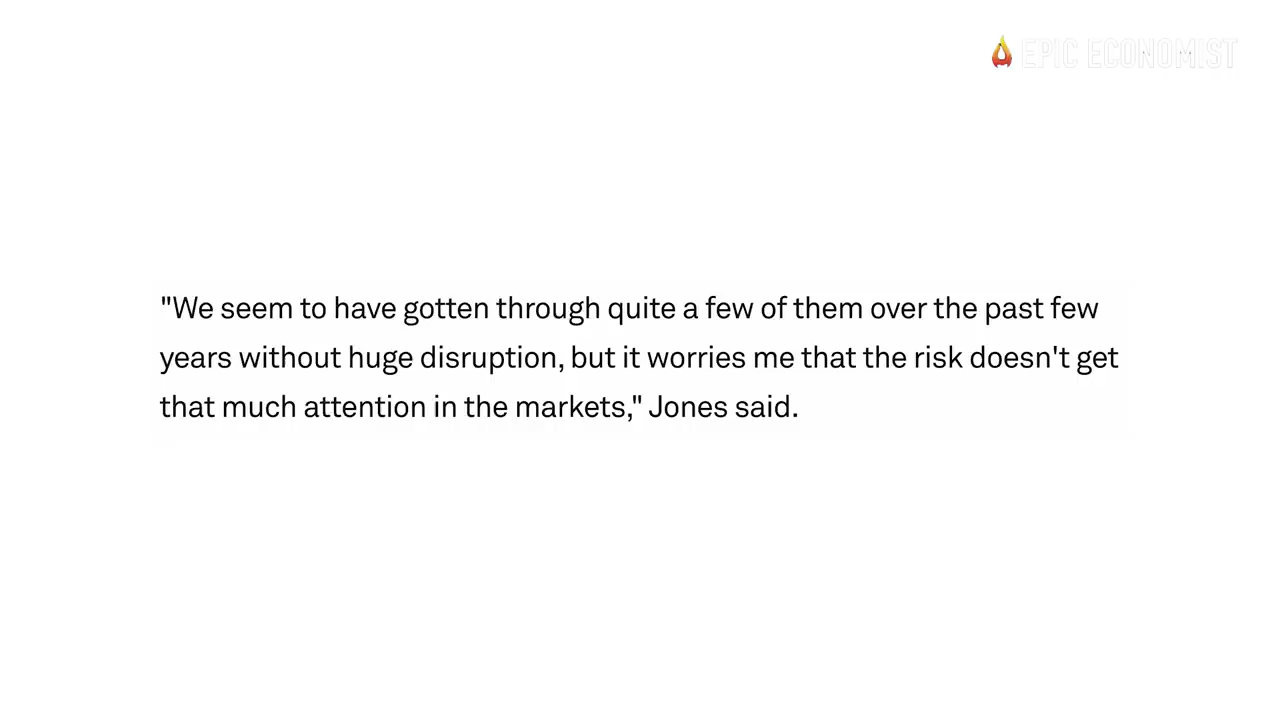 EPIC ECONOMIST
"We seem to have gotten through quite a few of them over the past few
years without huge disruption, but it worries me that the risk doesn't get
that much attention in the markets," Jones said.